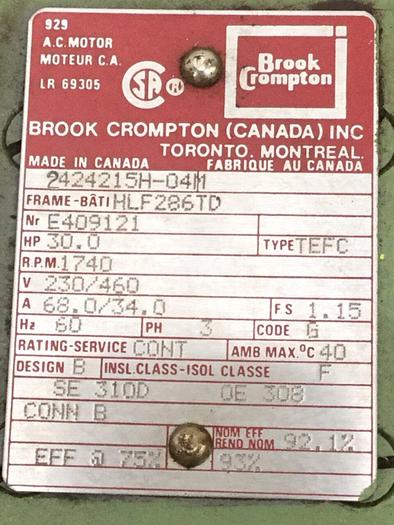 929
A.C. MOTOR
MOTEUR C.A.
LR 69305
SA ®
Brook
Crompton
BROOK CROMPTON (CANADA) INC
TORONTO. MONTREAL.
MADE IN CANADA FABRIQUE AU CANADA
2424215H-04M
FRAME-BÂTI HLF286TD
Nr E409121
HP 30.0 TYPE TEFC
R.P.M. 1740
V 230/460
A 68.0/34.0 F.S 1.15
Hz 60 PH 3 CODE G
RATING-SERVICE CONT AMB MAX.°C 40
DESIGN B INSL.CLASS-ISOL CLASSE F
SE 310D OE 308
CONN B
NOM EFF
REND NOM 92.1%
EFF @ 75% 93%